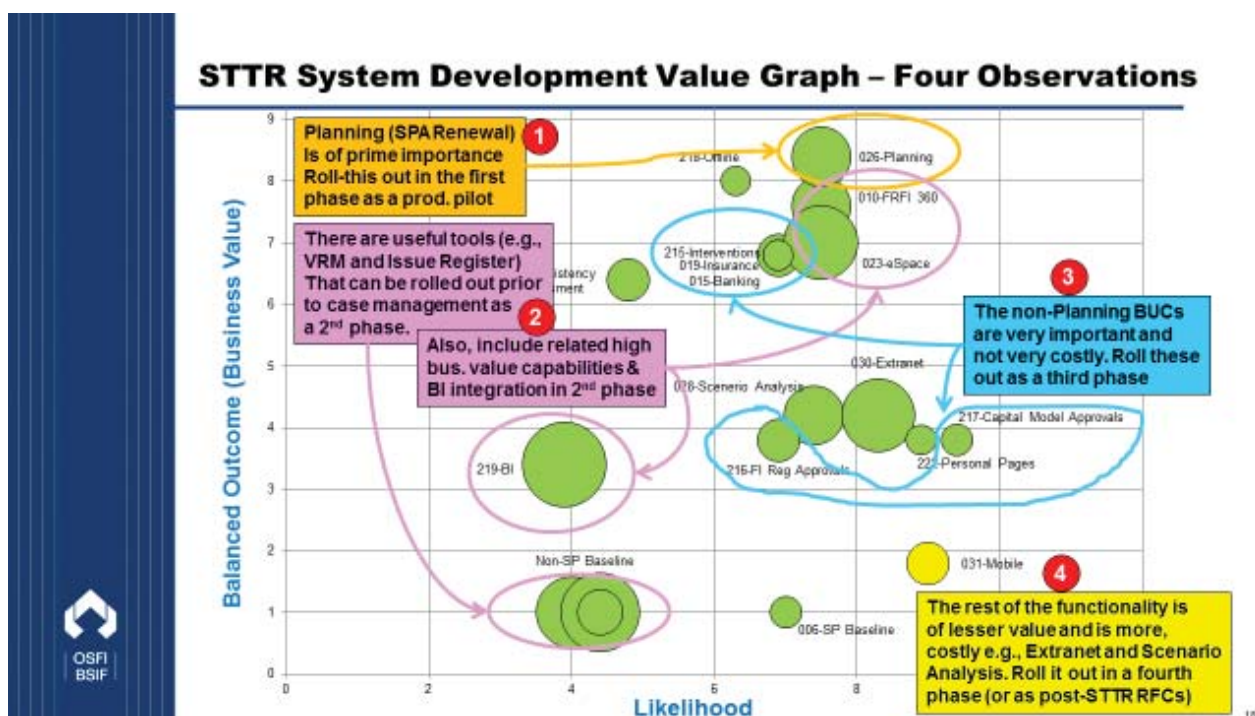 STTR System Development Value Graph – Four Observations
Balanced Outcome (Business Value)
9
8
7
6
5
4
3
2
1
0
0
2
4
6
8
Likelihood
Planning (SPA Renewal)
Is of prime importance
Roll-this out in the first
phase as a prod. pilot
1
There are useful tools (e.g.,
VRM and Issue Register)
That can be rolled out prior
to case management as
a 2nd phase.
2
Also, include related high
bus. value capabilities &
BI integration in 2nd phase
3
The non-Planning BUCs
are very important and
not very costly. Roll these
out as a third phase
4
The rest of the functionality is
of lesser value and is more,
costly e.g., Extranet and Scenario
Analysis. Roll it out in a fourth
phase (or as post-STTR RFCs)
026-Planning
010-FRFI 360
023-eSpace
215-Interventions
019-Insurance
015-Banking
030-Extranet
Scenerio Analysis
217-Capital Model Approvals
216-FI Reg Approvals
Personal Pages
219-BI
Non-SP Baseline
031-Mobile
006-SP Baseline
OSFI
BSIF